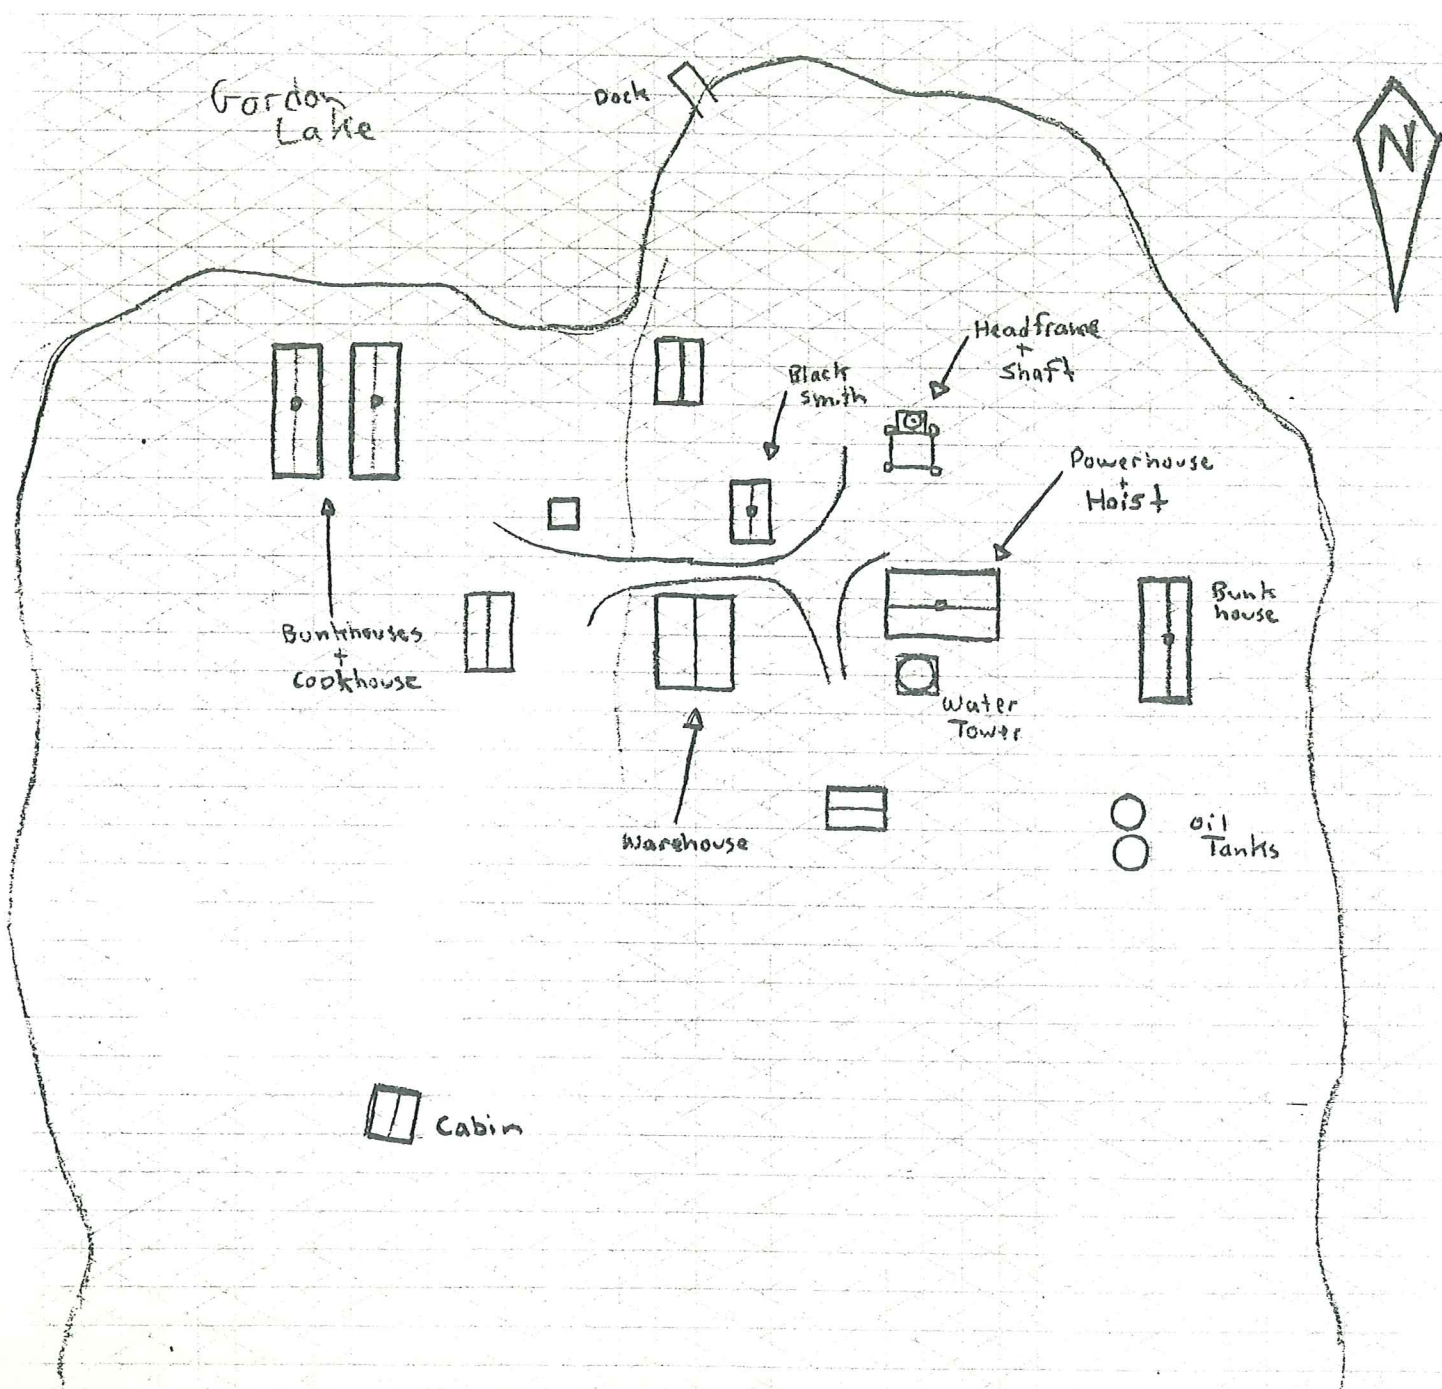 Gordon
Lake
Dock
N
Headframe
+
Shaft
Black
Smith
Powerhouse
+
Hoist
Bunkhouses
+
Cookhouse
Bunk
house
Water
Tower
Warehouse
Oil
Tanks
Cabin